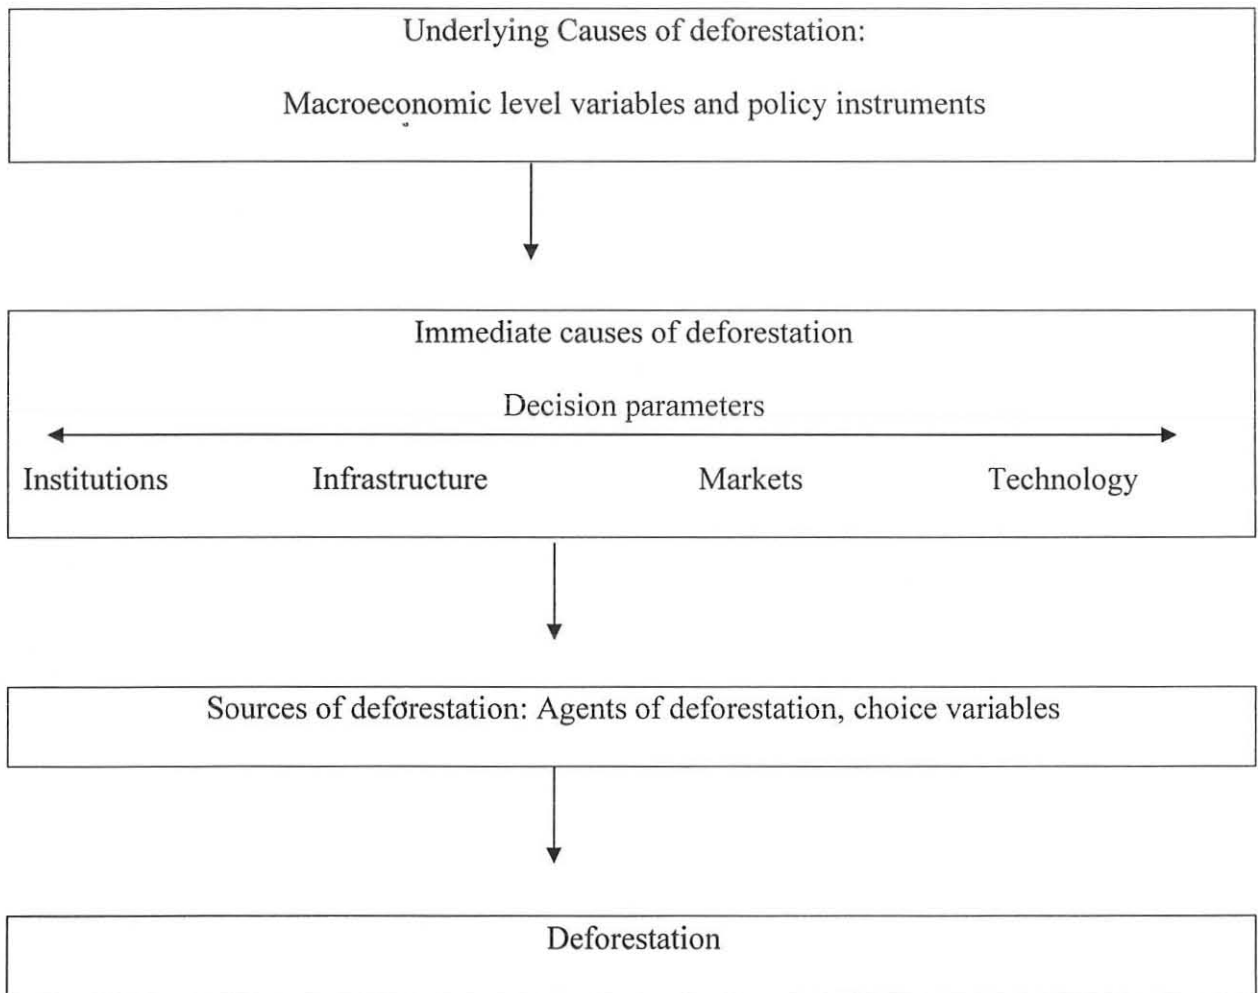 Underlying Causes of deforestation:
Macroeconomic level variables and policy instruments
Immediate causes of deforestation
Decision parameters
Institutions Infrastructure Markets Technology
Sources of deforestation: Agents of deforestation, choice variables
Deforestation